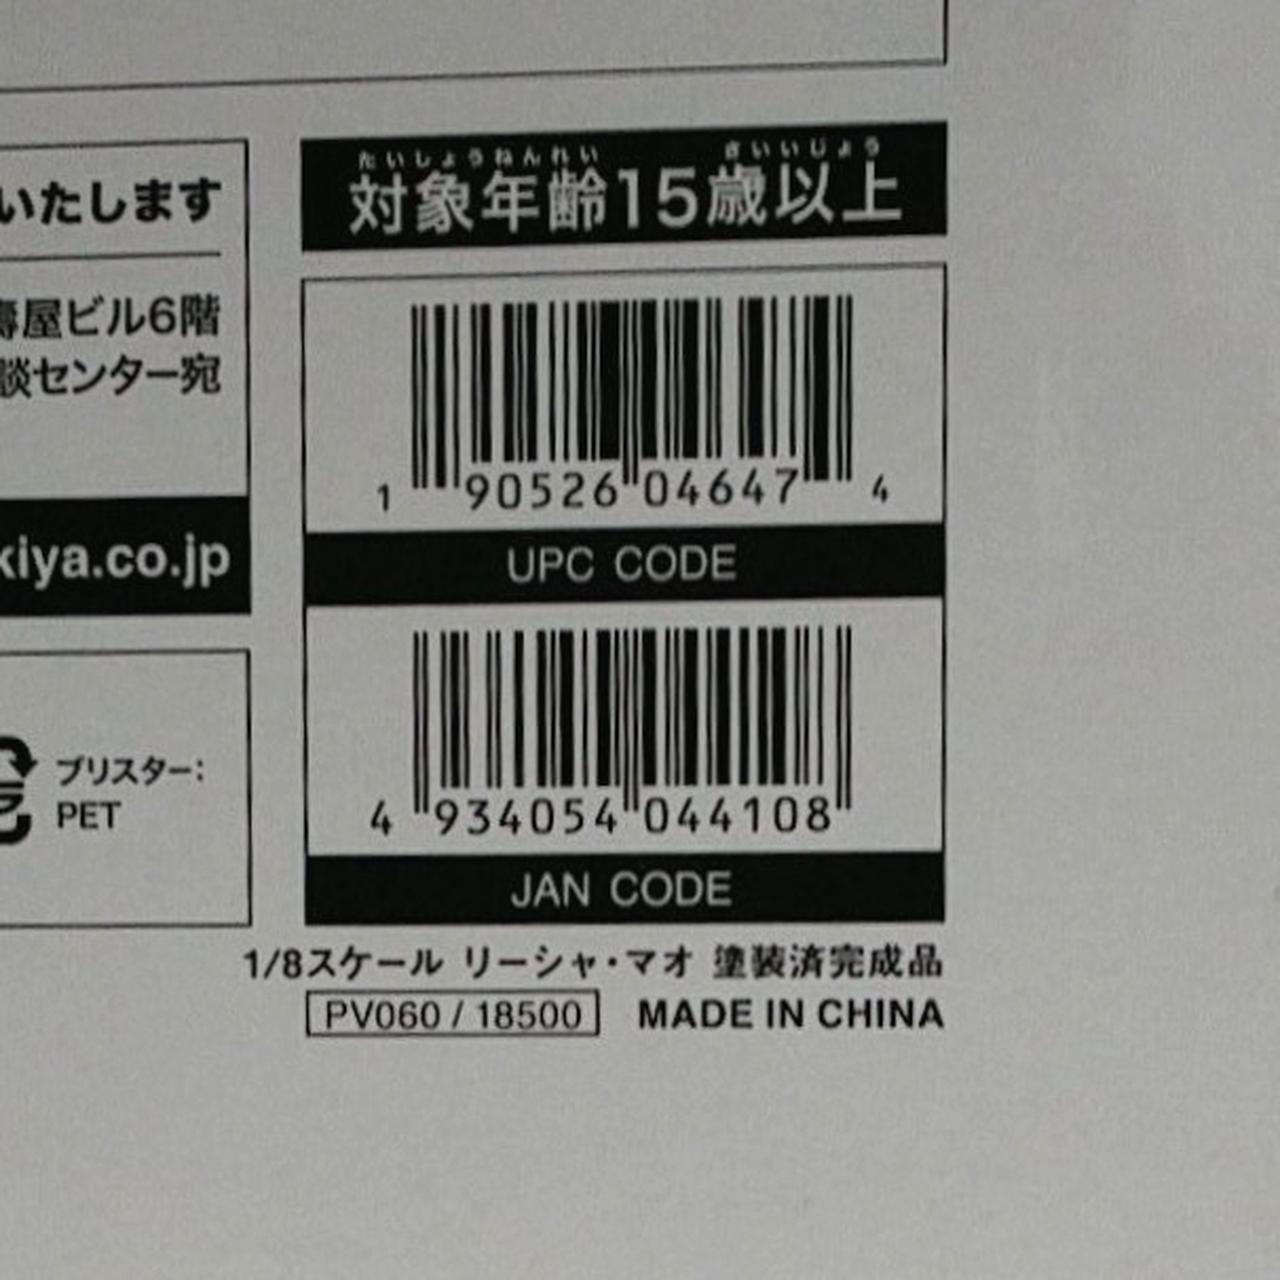 いたします
壽屋ビル6階
談センター宛
kiya.co.jp
ブリスター:
PET
たいしょうねんれい さいいじょう
対象年齢15歳以上
1 90526 04647 4
UPC CODE
4 934054 044108
JAN CODE
1/8スケール リーシャ・マオ 塗装済完成品
PV060 / 18500 MADE IN CHINA